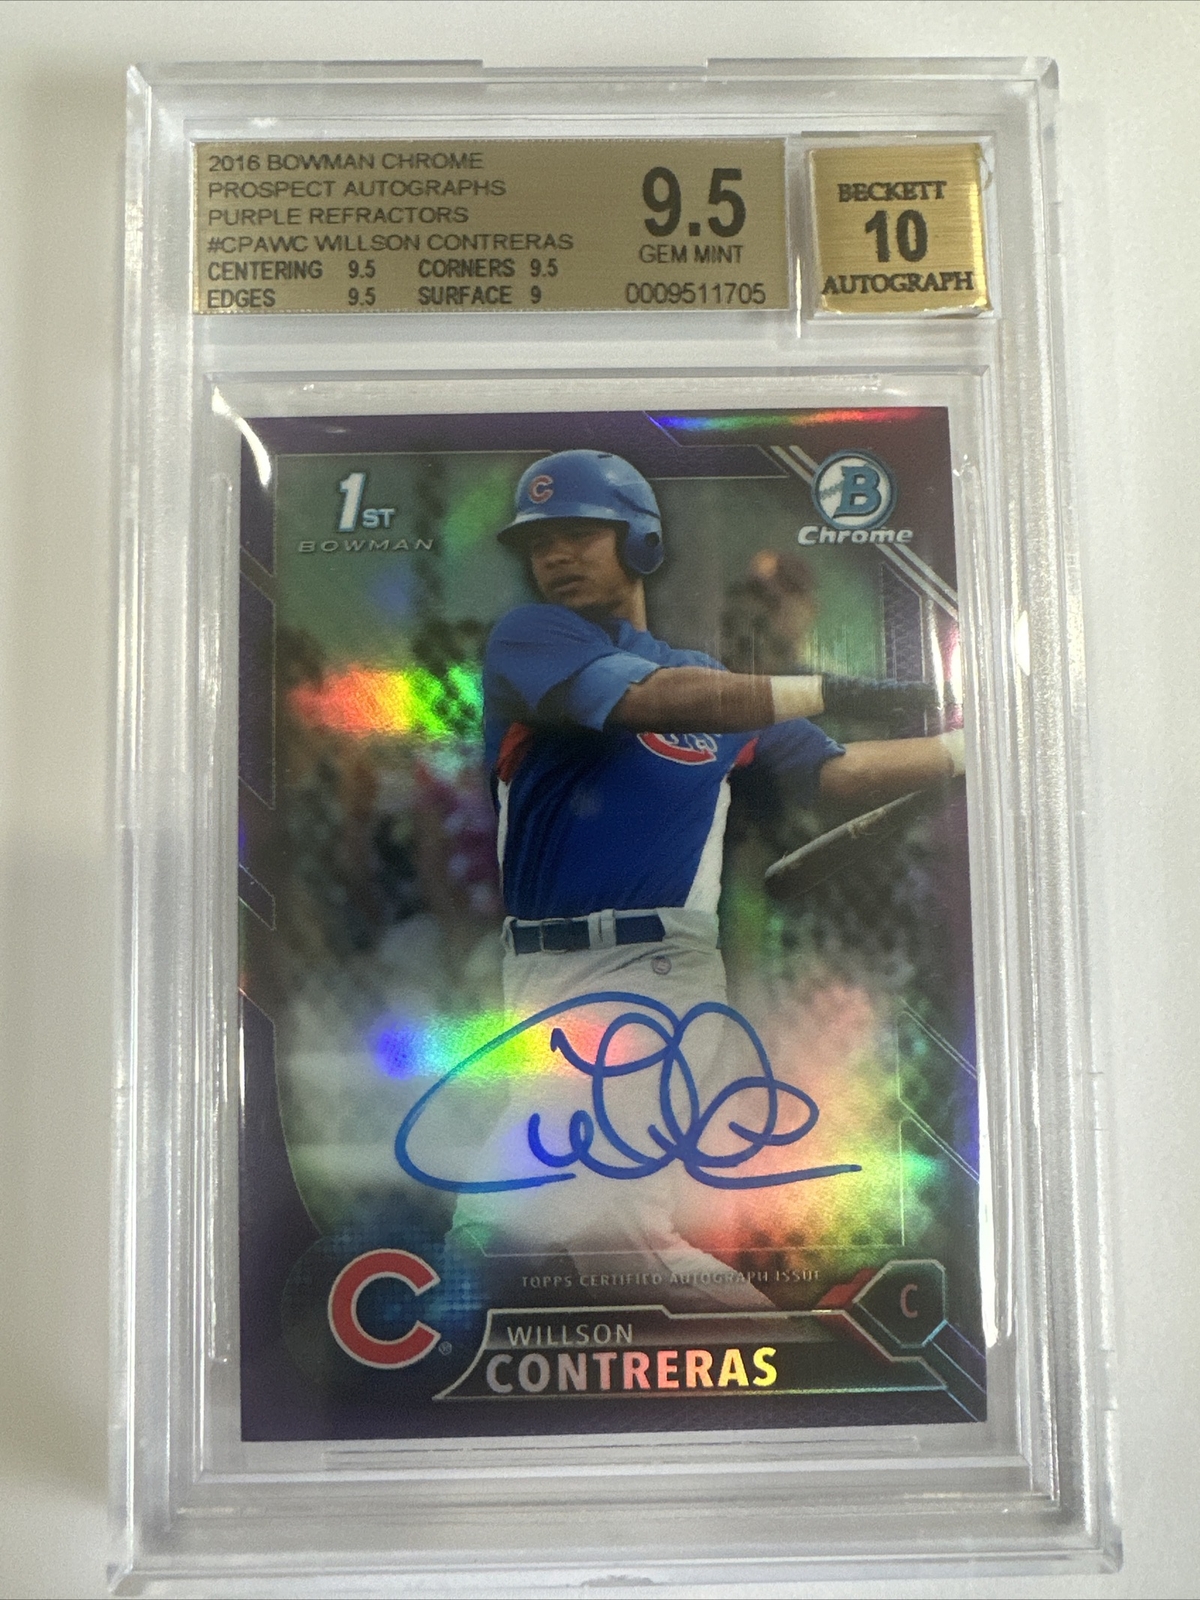 2016 BOWMAN CHROME
PROSPECT AUTOGRAPHS
PURPLE REFRACTORS
#CPAWC WILLSON CONTRERAS
CENTERING 9.5 CORNERS 9.5
EDGES 9.5 SURFACE 9
9.5
GEM MINT
0009511705
BECKETT
10
AUTOGRAPH
1ST
BOWMAN
B
Chrome
C
TOPPS CERTIFIED AUTOGRAPH ISSUE
C
C®
WILLSON
CONTRERAS